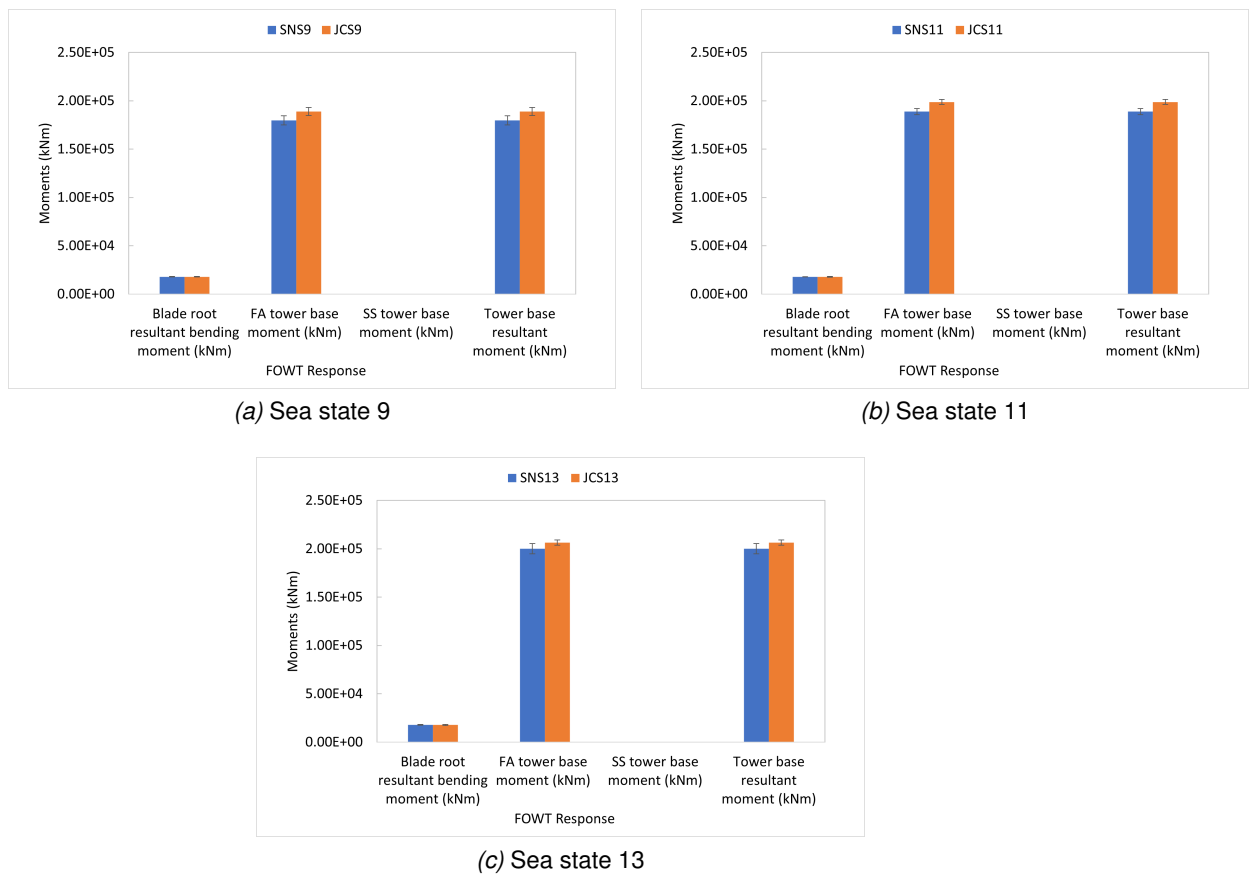 SNS9 JCS9
2.50E+05
2.00E+05
1.50E+05
1.00E+05
5.00E+04
0.00E+00
Moments (kNm)
Blade root resultant bending moment (kNm)
FA tower base moment (kNm)
SS tower base moment (kNm)
Tower base resultant moment (kNm)
FOWT Response
(a) Sea state 9
SNS11 JCS11
2.50E+05
2.00E+05
1.50E+05
1.00E+05
5.00E+04
0.00E+00
Moments (kNm)
Blade root resultant bending moment (kNm)
FA tower base moment (kNm)
SS tower base moment (kNm)
Tower base resultant moment (kNm)
FOWT Response
(b) Sea state 11
SNS13 JCS13
2.50E+05
2.00E+05
1.50E+05
1.00E+05
5.00E+04
0.00E+00
Moments (kNm)
Blade root resultant bending moment (kNm)
FA tower base moment (kNm)
SS tower base moment (kNm)
Tower base resultant moment (kNm)
FOWT Response
(c) Sea state 13